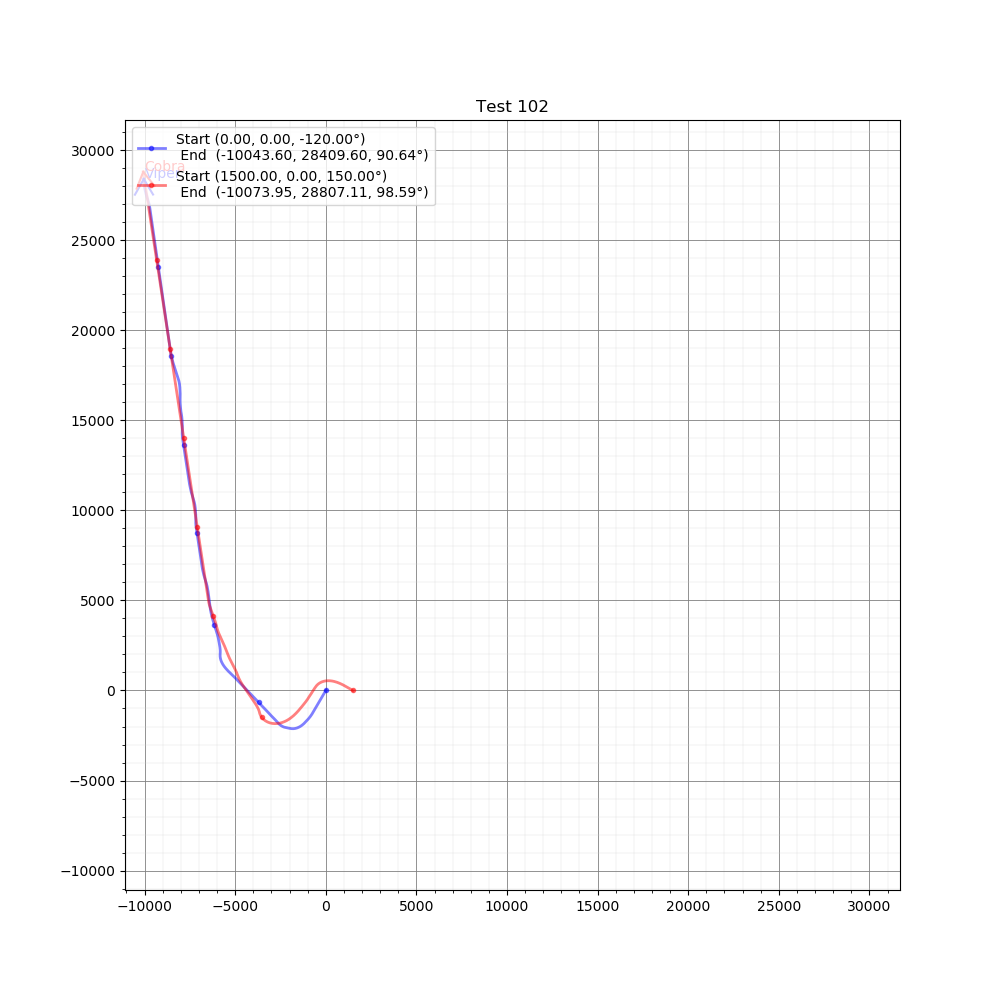 Test 102
Start (0.00, 0.00, -120.00°)
End (-10043.60, 28409.60, 90.64°)
Start (1500.00, 0.00, 150.00°)
End (-10073.95, 28807.11, 98.59°)
Cobra
Viper
30000
25000
20000
15000
10000
5000
0
−5000
−10000
−10000 −5000 0 5000 10000 15000 20000 25000 30000